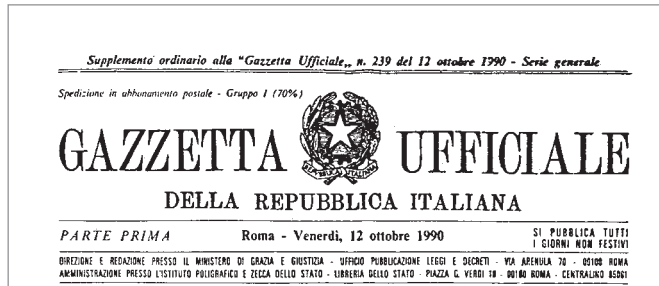 Supplemento ordinario alla "Gazzetta Ufficiale„ n. 239 del 12 ottobre 1990 - Serie generale
Spedizione in abbonamento postale - Gruppo I (70%)
GAZZETTA UFFICIALE
REPVBBLICA ITALIANA
DELLA REPUBBLICA ITALIANA
PARTE PRIMA Roma - Venerdì, 12 ottobre 1990 SI PUBBLICA TUTTI
I GIORNI NON FESTIVI
DIREZIONE E REDAZIONE PRESSO IL MINISTERO DI GRAZIA E GIUSTIZIA - UFFICIO PUBBLICAZIONE LEGGI E DECRETI - VIA ARENULA 70 - 00100 ROMA
AMMINISTRAZIONE PRESSO L'ISTITUTO POLIGRAFICO E ZECCA DELLO STATO - LIBRERIA DELLO STATO - PIAZZA G. VERDI 10 - 00100 ROMA - CENTRALINO 85081